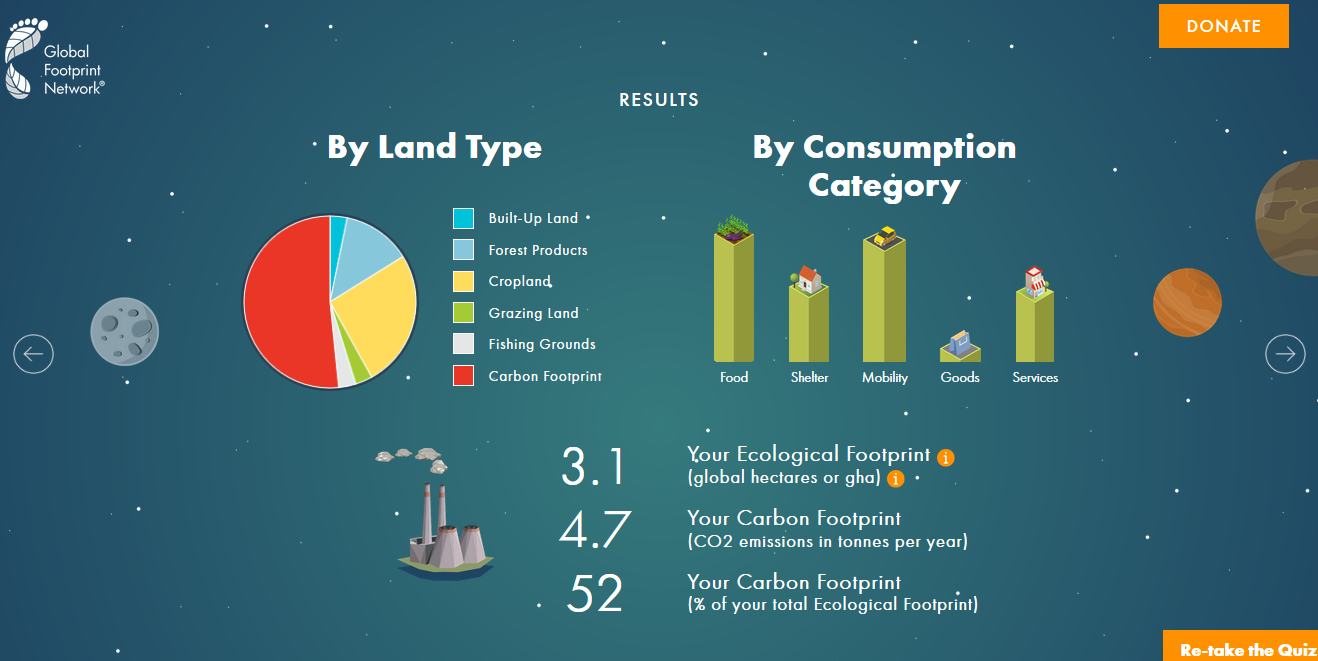 Global
Footprint
Network®
DONATE
RESULTS
By Land Type
Built-Up Land
Forest Products
Cropland
Grazing Land
Fishing Grounds
Carbon Footprint
By Consumption
Category
Food
Shelter
Mobility
Goods
Services
3.1
Your Ecological Footprint i
(global hectares or gha) i
4.7
Your Carbon Footprint
(CO2 emissions in tonnes per year)
52
Your Carbon Footprint
(% of your total Ecological Footprint)
Re-take the Quiz